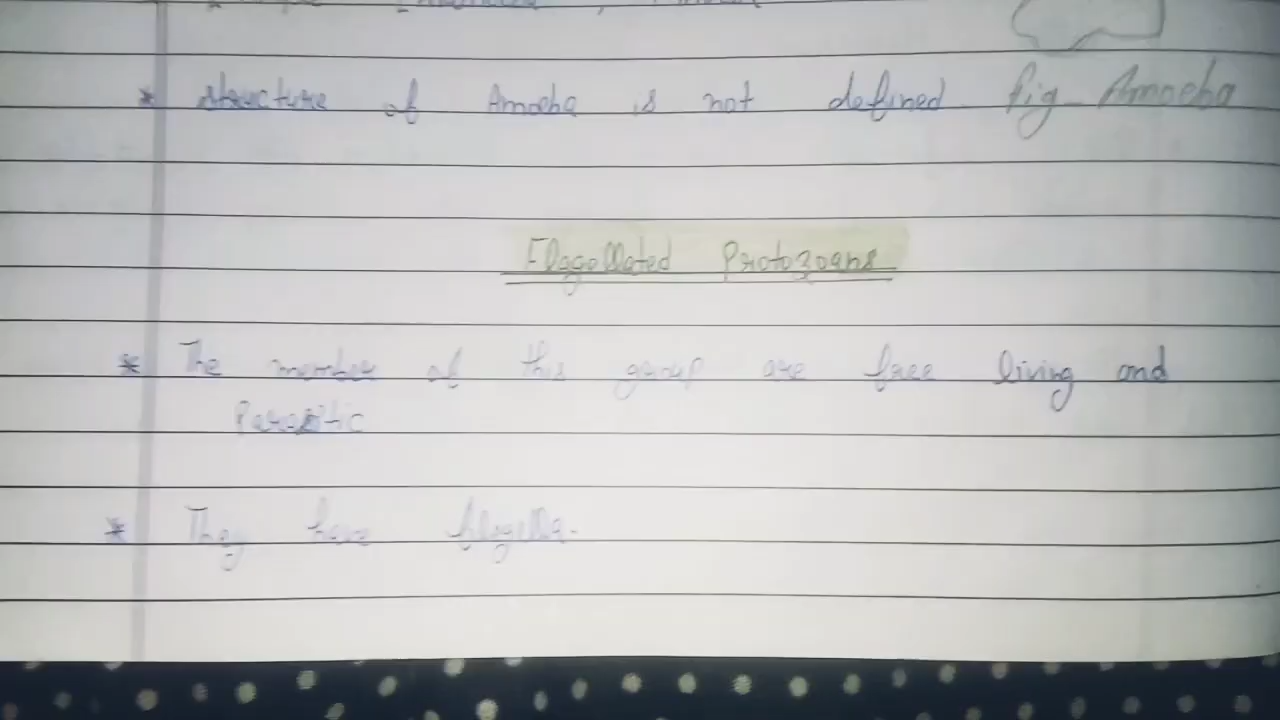 * structure of Amoeba is not defined fig Amoeba
Flagellated Protozoans
* The member of this group are free living and
Parasitic
* They have flagella.